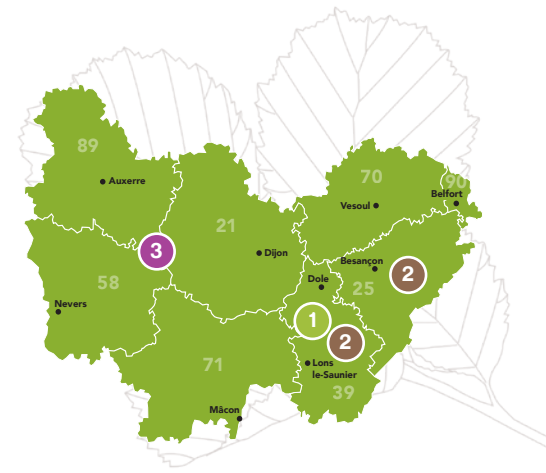 89
Auxerre
70
90
Belfort
Vesoul
21
3
Dijon
Besançon
2
58
Dole
25
Nevers
1
2
71
Lons
le-Saunier
39
Mâcon